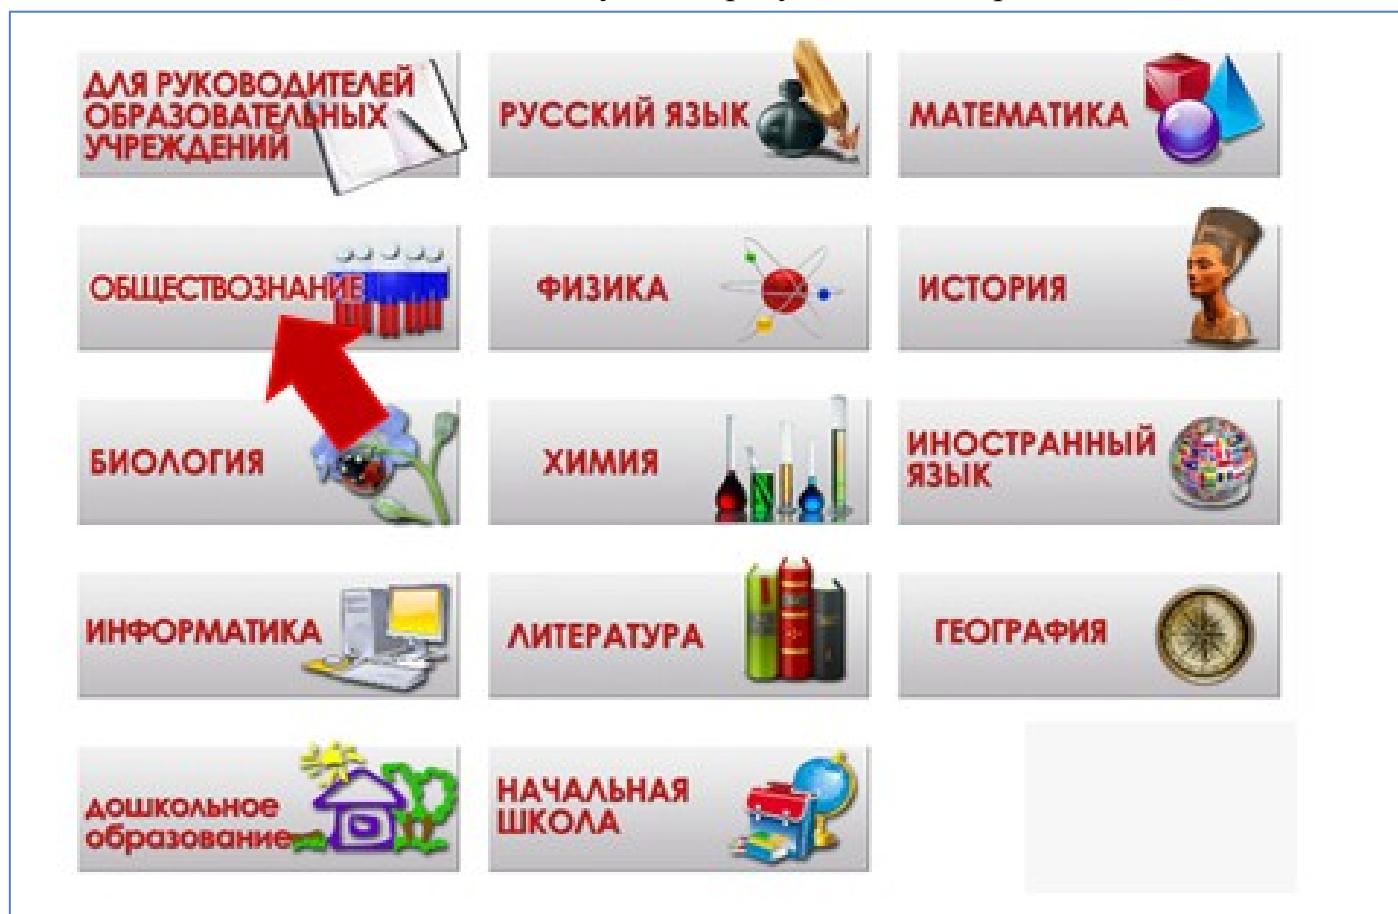 ДЛЯ РУКОВОДИТЕЛЕЙ
ОБРАЗОВАТЕЛЬНЫХ
УЧРЕЖДЕНИЙ
РУССКИЙ ЯЗЫК
МАТЕМАТИКА
ОБЩЕСТВОЗНАНИЕ
ФИЗИКА
ИСТОРИЯ
БИОЛОГИЯ
ХИМИЯ
ИНОСТРАННЫЙ
ЯЗЫК
ИНФОРМАТИКА
ЛИТЕРАТУРА
ГЕОГРАФИЯ
дошкольное
образование
НАЧАЛЬНАЯ
ШКОЛА